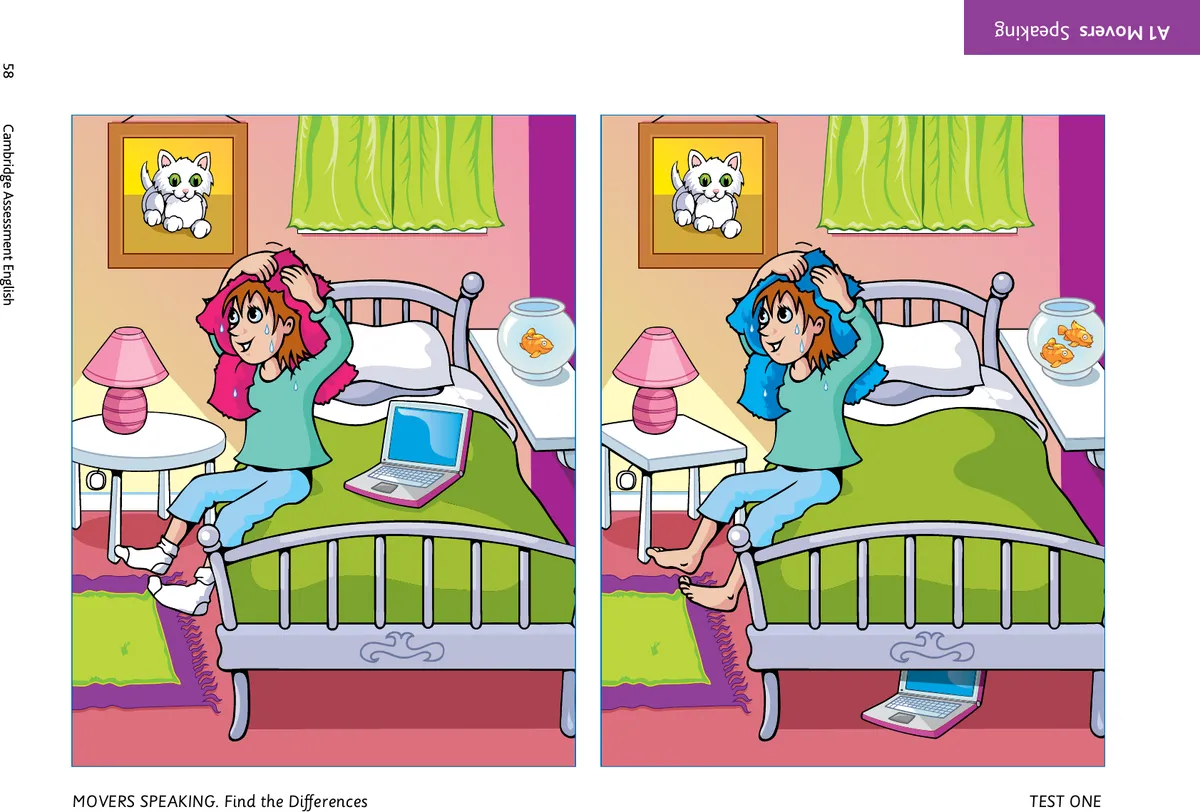 A1 Movers Speaking
58
Cambridge Assessment English
MOVERS SPEAKING. Find the Differences
TEST ONE